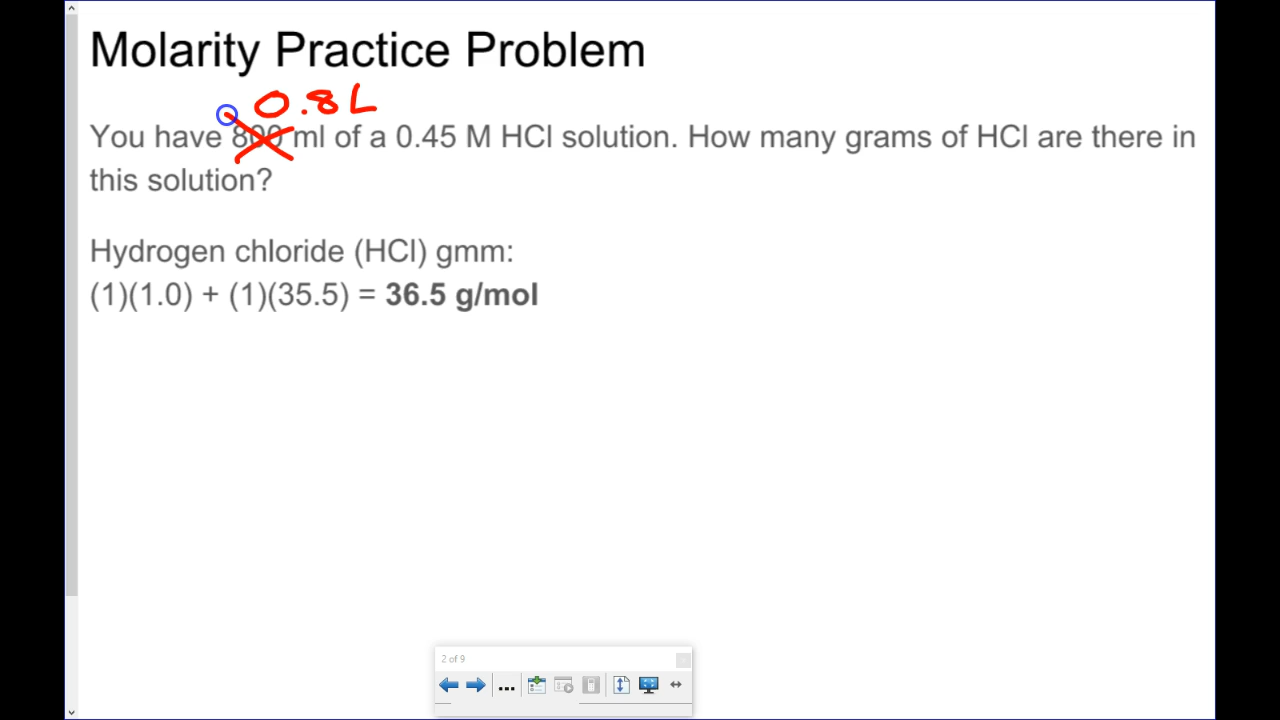 Molarity Practice Problem
0.8 L
You have 800 ml of a 0.45 M HCl solution. How many grams of HCl are there in
this solution?
Hydrogen chloride (HCl) gmm:
(1)(1.0) + (1)(35.5) = 36.5 g/mol
2 of 9